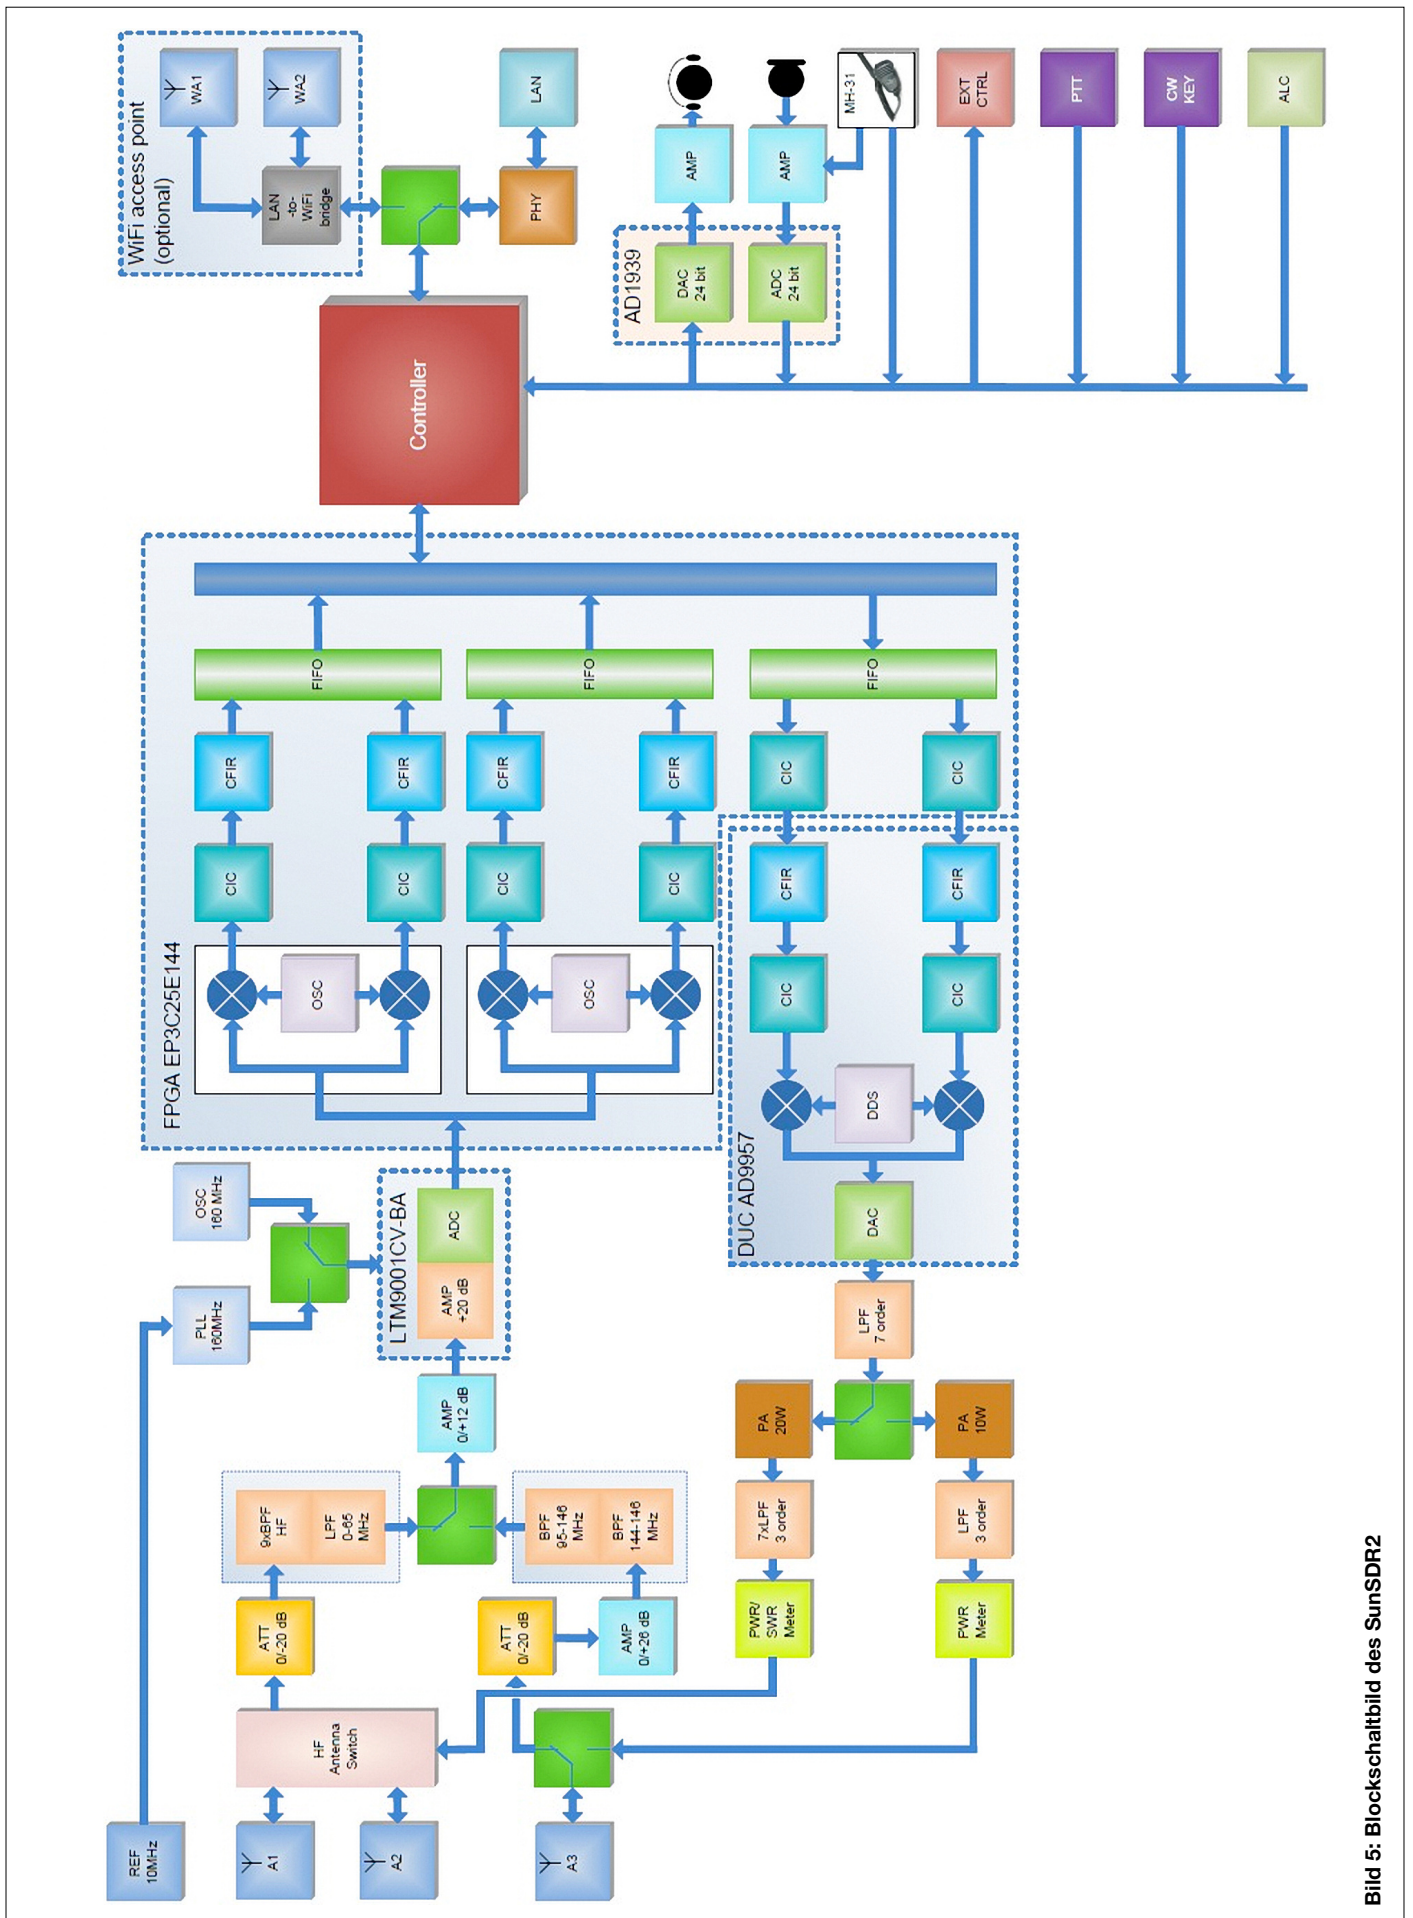 REF
10MHz
A1
A2
A3
HF
Antenna
Switch
ATT
0/-20 dB
ATT
0/-20 dB
AMP
0/+26 dB
9xBPF
HF
LPF
0-65
MHz
BPF
95-146
MHz
BPF
144-146
MHz
PLL
160MHz
OSC
160 MHz
AMP
0/+12 dB
LTM9001CV-BA
AMP
+20 dB
ADC
FPGA EP3C25E144
OSC
OSC
CIC
CIC
CIC
CIC
CFIR
CFIR
CFIR
CFIR
FIFO
FIFO
FIFO
CIC
CIC
DUC AD9957
CFIR
CFIR
CIC
CIC
DDS
DAC
LPF
7 order
PA
20W
PA
10W
7xLPF
3 order
LPF
3 order
PWR/
SWR
Meter
PWR
Meter
Controller
WiFi access point
(optional)
WA1
WA2
LAN
-to-
WiFi
bridge
PHY
LAN
AD1939
DAC
24 bit
ADC
24 bit
AMP
AMP
MH-31
EXT
CTRL
PTT
CW
KEY
ALC
Bild 5: Blockschaltbild des SunSDR2